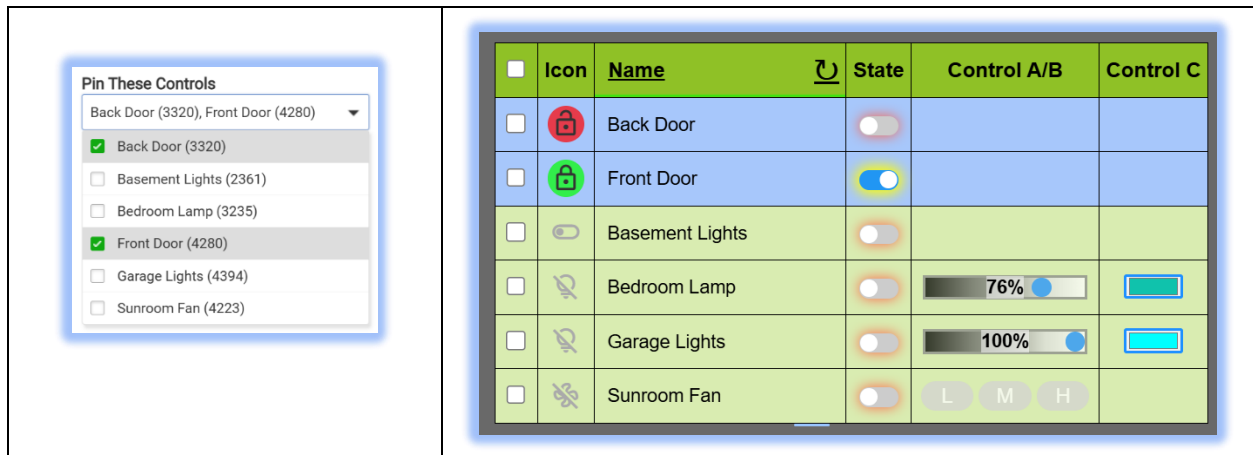 Pin These Controls
Back Door (3320), Front Door (4280)
Back Door (3320)
Basement Lights (2361)
Bedroom Lamp (3235)
Front Door (4280)
Garage Lights (4394)
Sunroom Fan (4223)
Icon Name State Control A/B Control C
Back Door
Front Door
Basement Lights
Bedroom Lamp 76%
Garage Lights 100%
Sunroom Fan L M H